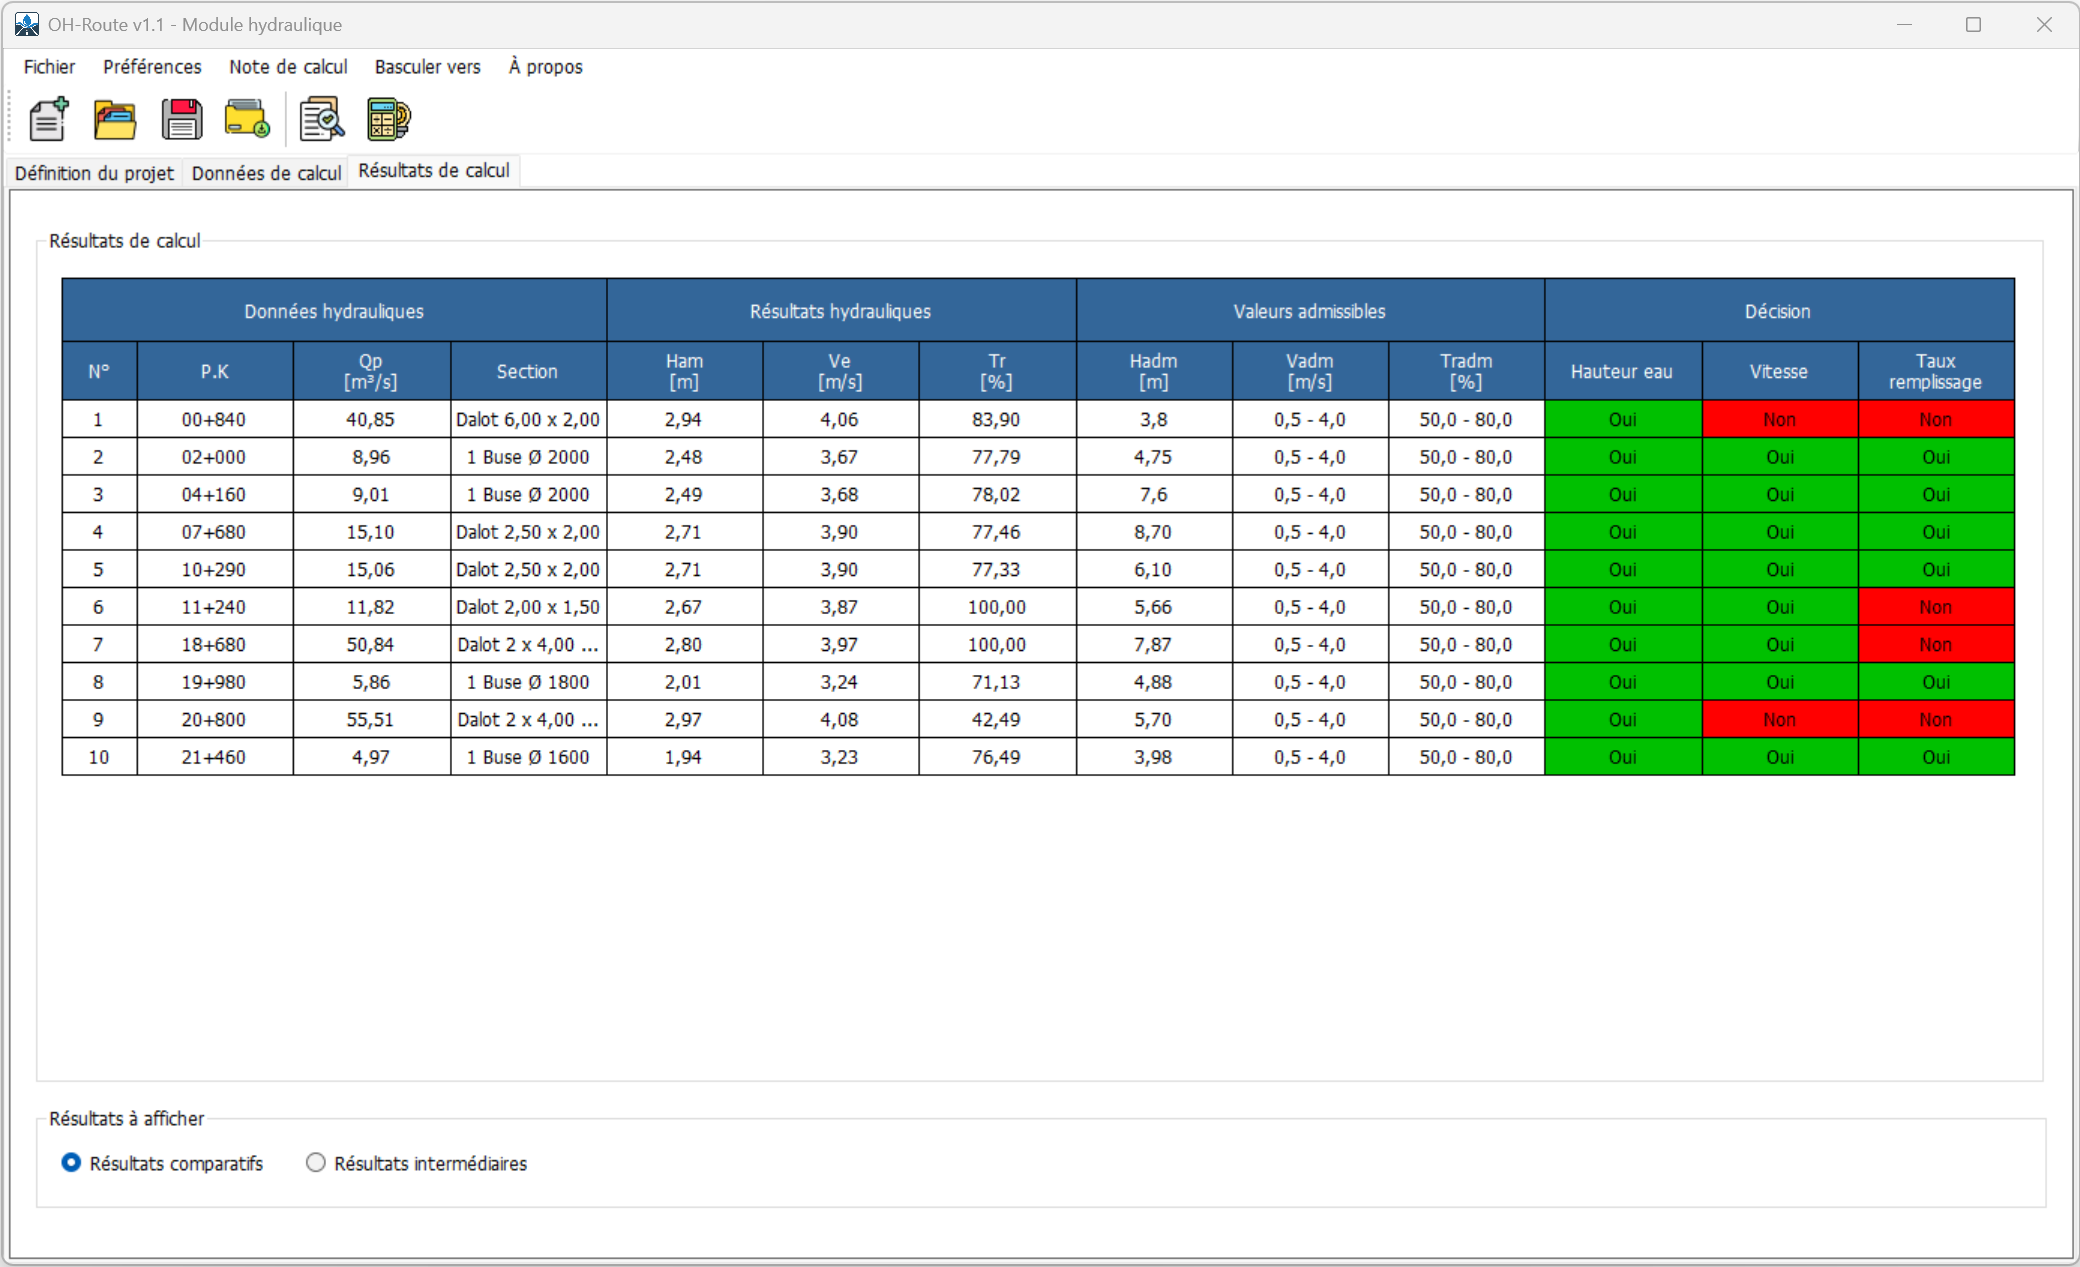 OH-Route v1.1 - Module hydraulique
Fichier Préférences Note de calcul Basculer vers À propos
Définition du projet Données de calcul Résultats de calcul
Résultats de calcul
Données hydrauliques Résultats hydrauliques Valeurs admissibles Décision
N° P.K Qp [m³/s] Section Ham [m] Ve [m/s] Tr [%] Hadm [m] Vadm [m/s] Tradm [%] Hauteur eau Vitesse Taux remplissage
1 00+840 40,85 Dalot 6,00 x 2,00 2,94 4,06 83,90 3,8 0,5 - 4,0 50,0 - 80,0 Oui Non Non
2 02+000 8,96 1 Buse Ø 2000 2,48 3,67 77,79 4,75 0,5 - 4,0 50,0 - 80,0 Oui Oui Oui
3 04+160 9,01 1 Buse Ø 2000 2,49 3,68 78,02 7,6 0,5 - 4,0 50,0 - 80,0 Oui Oui Oui
4 07+680 15,10 Dalot 2,50 x 2,00 2,71 3,90 77,46 8,70 0,5 - 4,0 50,0 - 80,0 Oui Oui Oui
5 10+290 15,06 Dalot 2,50 x 2,00 2,71 3,90 77,33 6,10 0,5 - 4,0 50,0 - 80,0 Oui Oui Oui
6 11+240 11,82 Dalot 2,00 x 1,50 2,67 3,87 100,00 5,66 0,5 - 4,0 50,0 - 80,0 Oui Oui Non
7 18+680 50,84 Dalot 2 x 4,00 ... 2,80 3,97 100,00 7,87 0,5 - 4,0 50,0 - 80,0 Oui Oui Non
8 19+980 5,86 1 Buse Ø 1800 2,01 3,24 71,13 4,88 0,5 - 4,0 50,0 - 80,0 Oui Oui Oui
9 20+800 55,51 Dalot 2 x 4,00 ... 2,97 4,08 42,49 5,70 0,5 - 4,0 50,0 - 80,0 Oui Non Non
10 21+460 4,97 1 Buse Ø 1600 1,94 3,23 76,49 3,98 0,5 - 4,0 50,0 - 80,0 Oui Oui Oui
Résultats à afficher
Résultats comparatifs Résultats intermédiaires